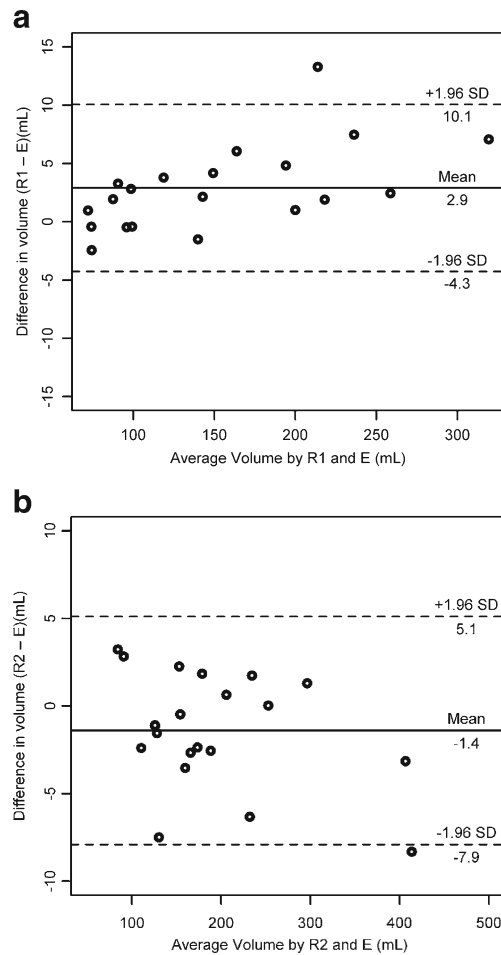 a
Difference in volume (R1 − E)(mL)
15
10
5
0
-5
-10
-15
+1.96 SD
10.1
Mean
2.9
-1.96 SD
-4.3
100 150 200 250 300
Average Volume by R1 and E (mL)
b
Difference in volume (R2 − E)(mL)
10
5
0
-5
-10
+1.96 SD
5.1
Mean
-1.4
-1.96 SD
-7.9
100 200 300 400 500
Average Volume by R2 and E (mL)